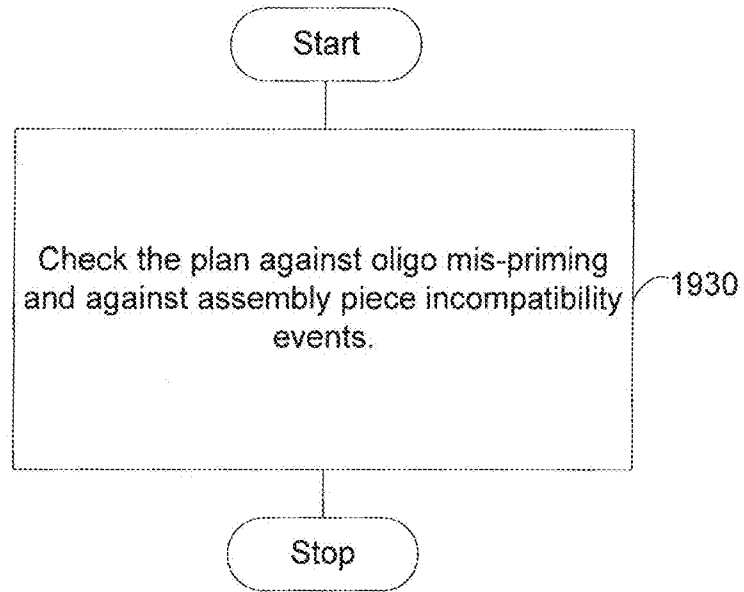 Start
Check the plan against oligo mis-priming
and against assembly piece incompatibility
events.
1930
Stop